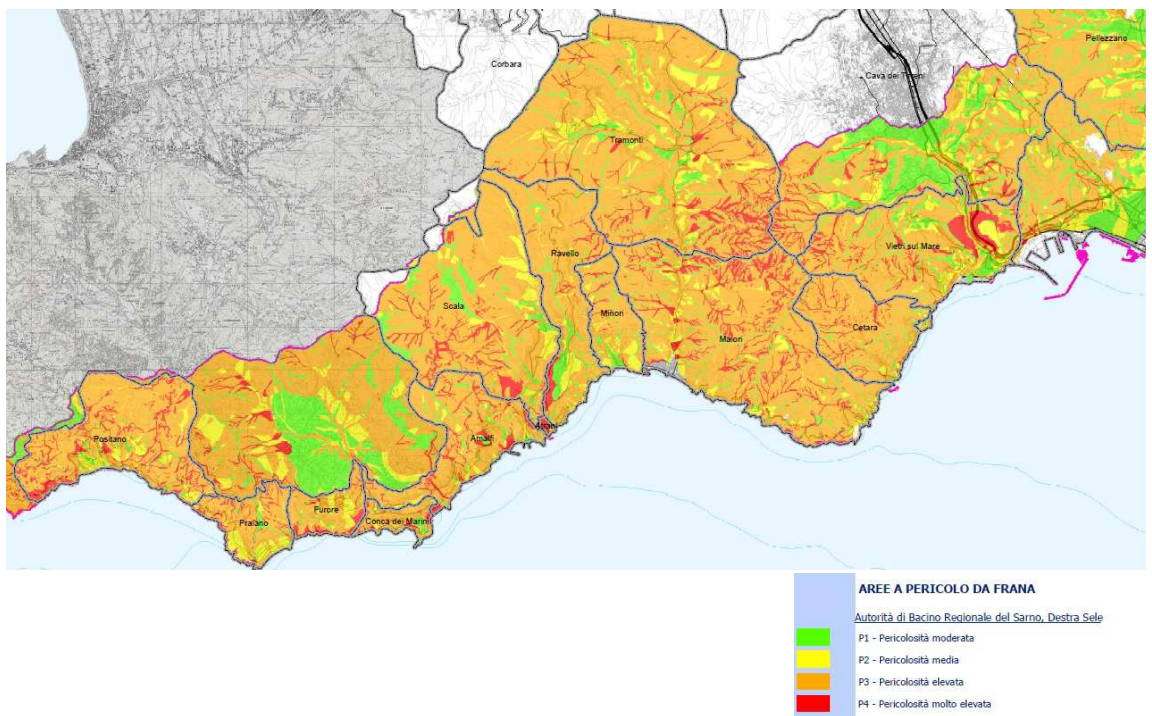 Corbara
Pellezzano
Cava dei Tirreni
Tramonti
Vietri sul Mare
Ravello
Scala
Minori
Cetara
Maiori
Atrani
Positano
Amalfi
Praiano
Furore
Conca dei Marini
AREE A PERICOLO DA FRANA
Autorità di Bacino Regionale del Sarno, Destra Sele
P1 - Pericolosità moderata
P2 - Pericolosità media
P3 - Pericolosità elevata
P4 - Pericolosità molto elevata